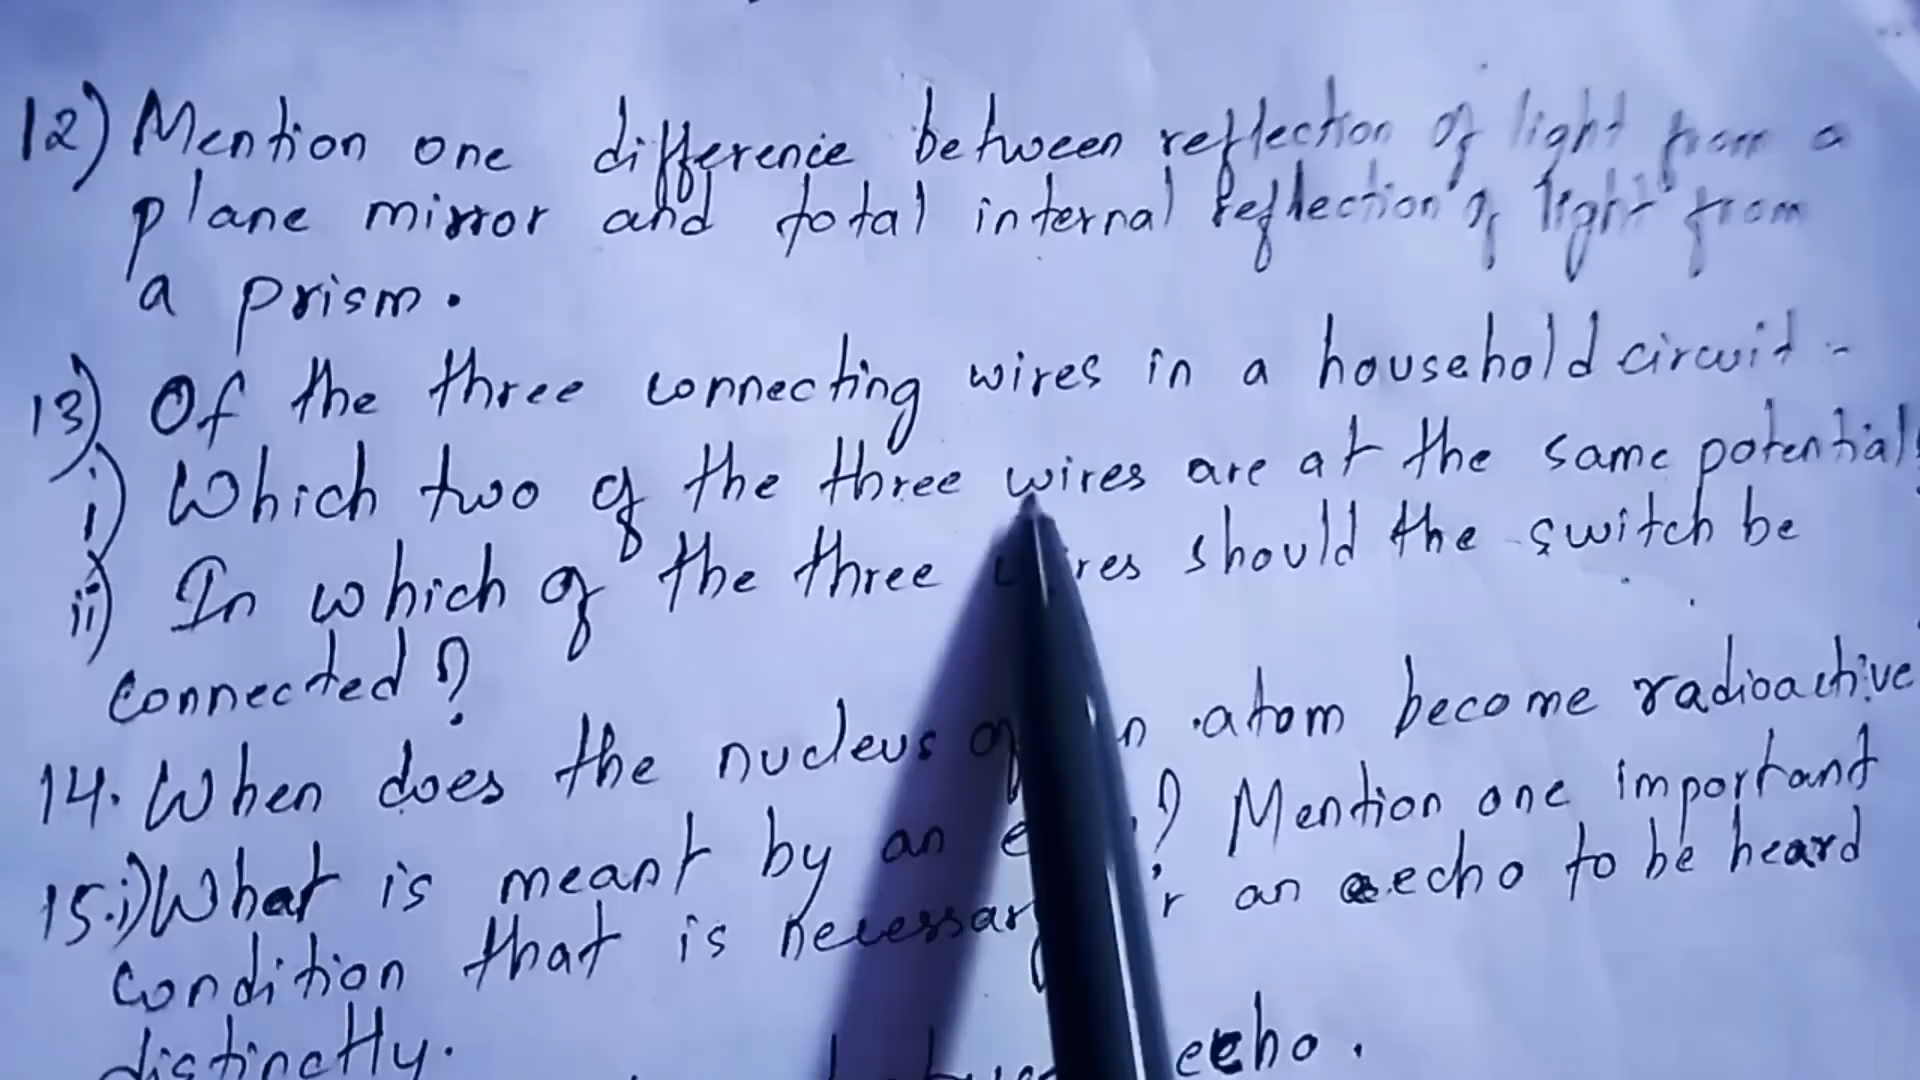 12) Mention one difference between reflection of light from a
plane mirror and total internal reflection of light from
a prism.
13) Of the three connecting wires in a household circuit -
i) Which two of the three wires are at the same potential?
ii) In which of the three wires should the switch be
connected?
14. When does the nucleus of an atom become radioactive
15. i) What is meant by an ? Mention one important
condition that is necessary an echo to be heard
distinctly.
echo.